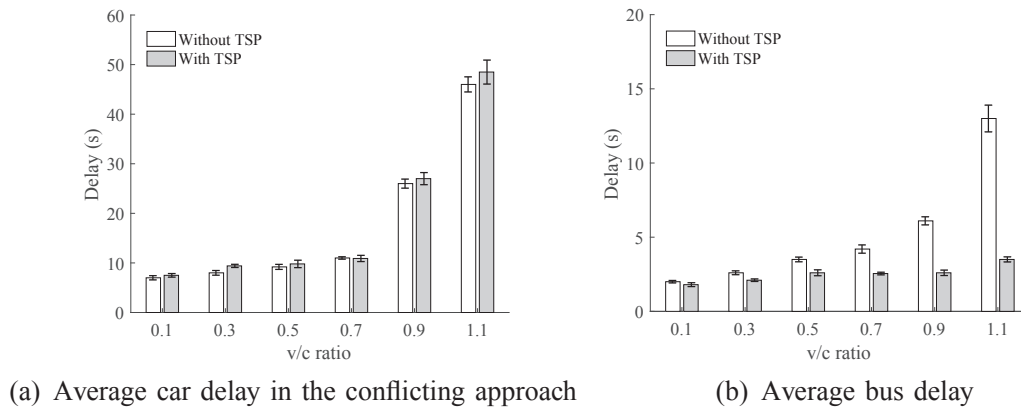 60
50
40
30
20
10
0
Delay (s)
Without TSP
With TSP
0.1 0.3 0.5 0.7 0.9 1.1
v/c ratio
(a) Average car delay in the conflicting approach
20
15
10
5
0
Delay (s)
Without TSP
With TSP
0.1 0.3 0.5 0.7 0.9 1.1
v/c ratio
(b) Average bus delay